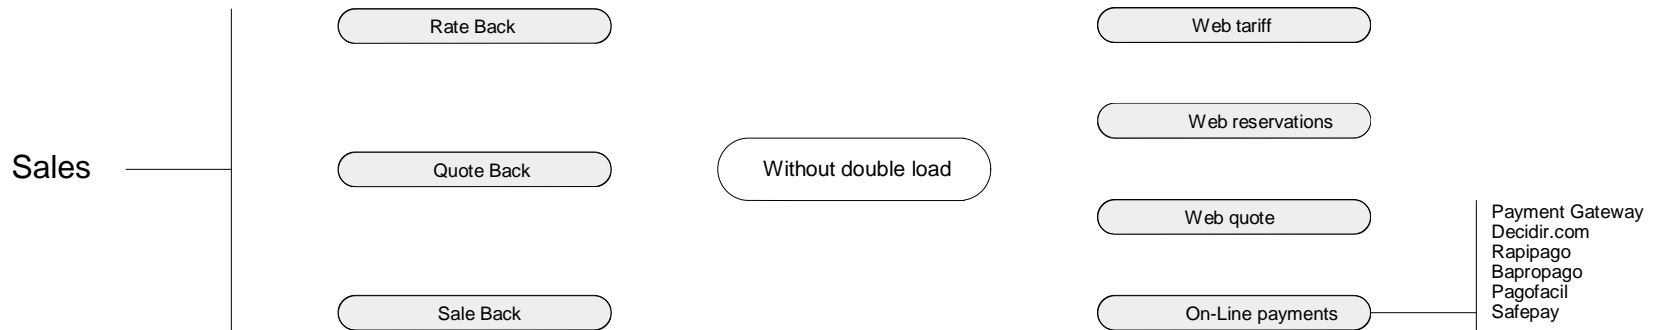 Sales
Rate Back
Quote Back
Sale Back
Without double load
Web tariff
Web reservations
Web quote
On-Line payments
Payment Gateway
Decidir.com
Rapipago
Bapropago
Pagofacil
Safepay